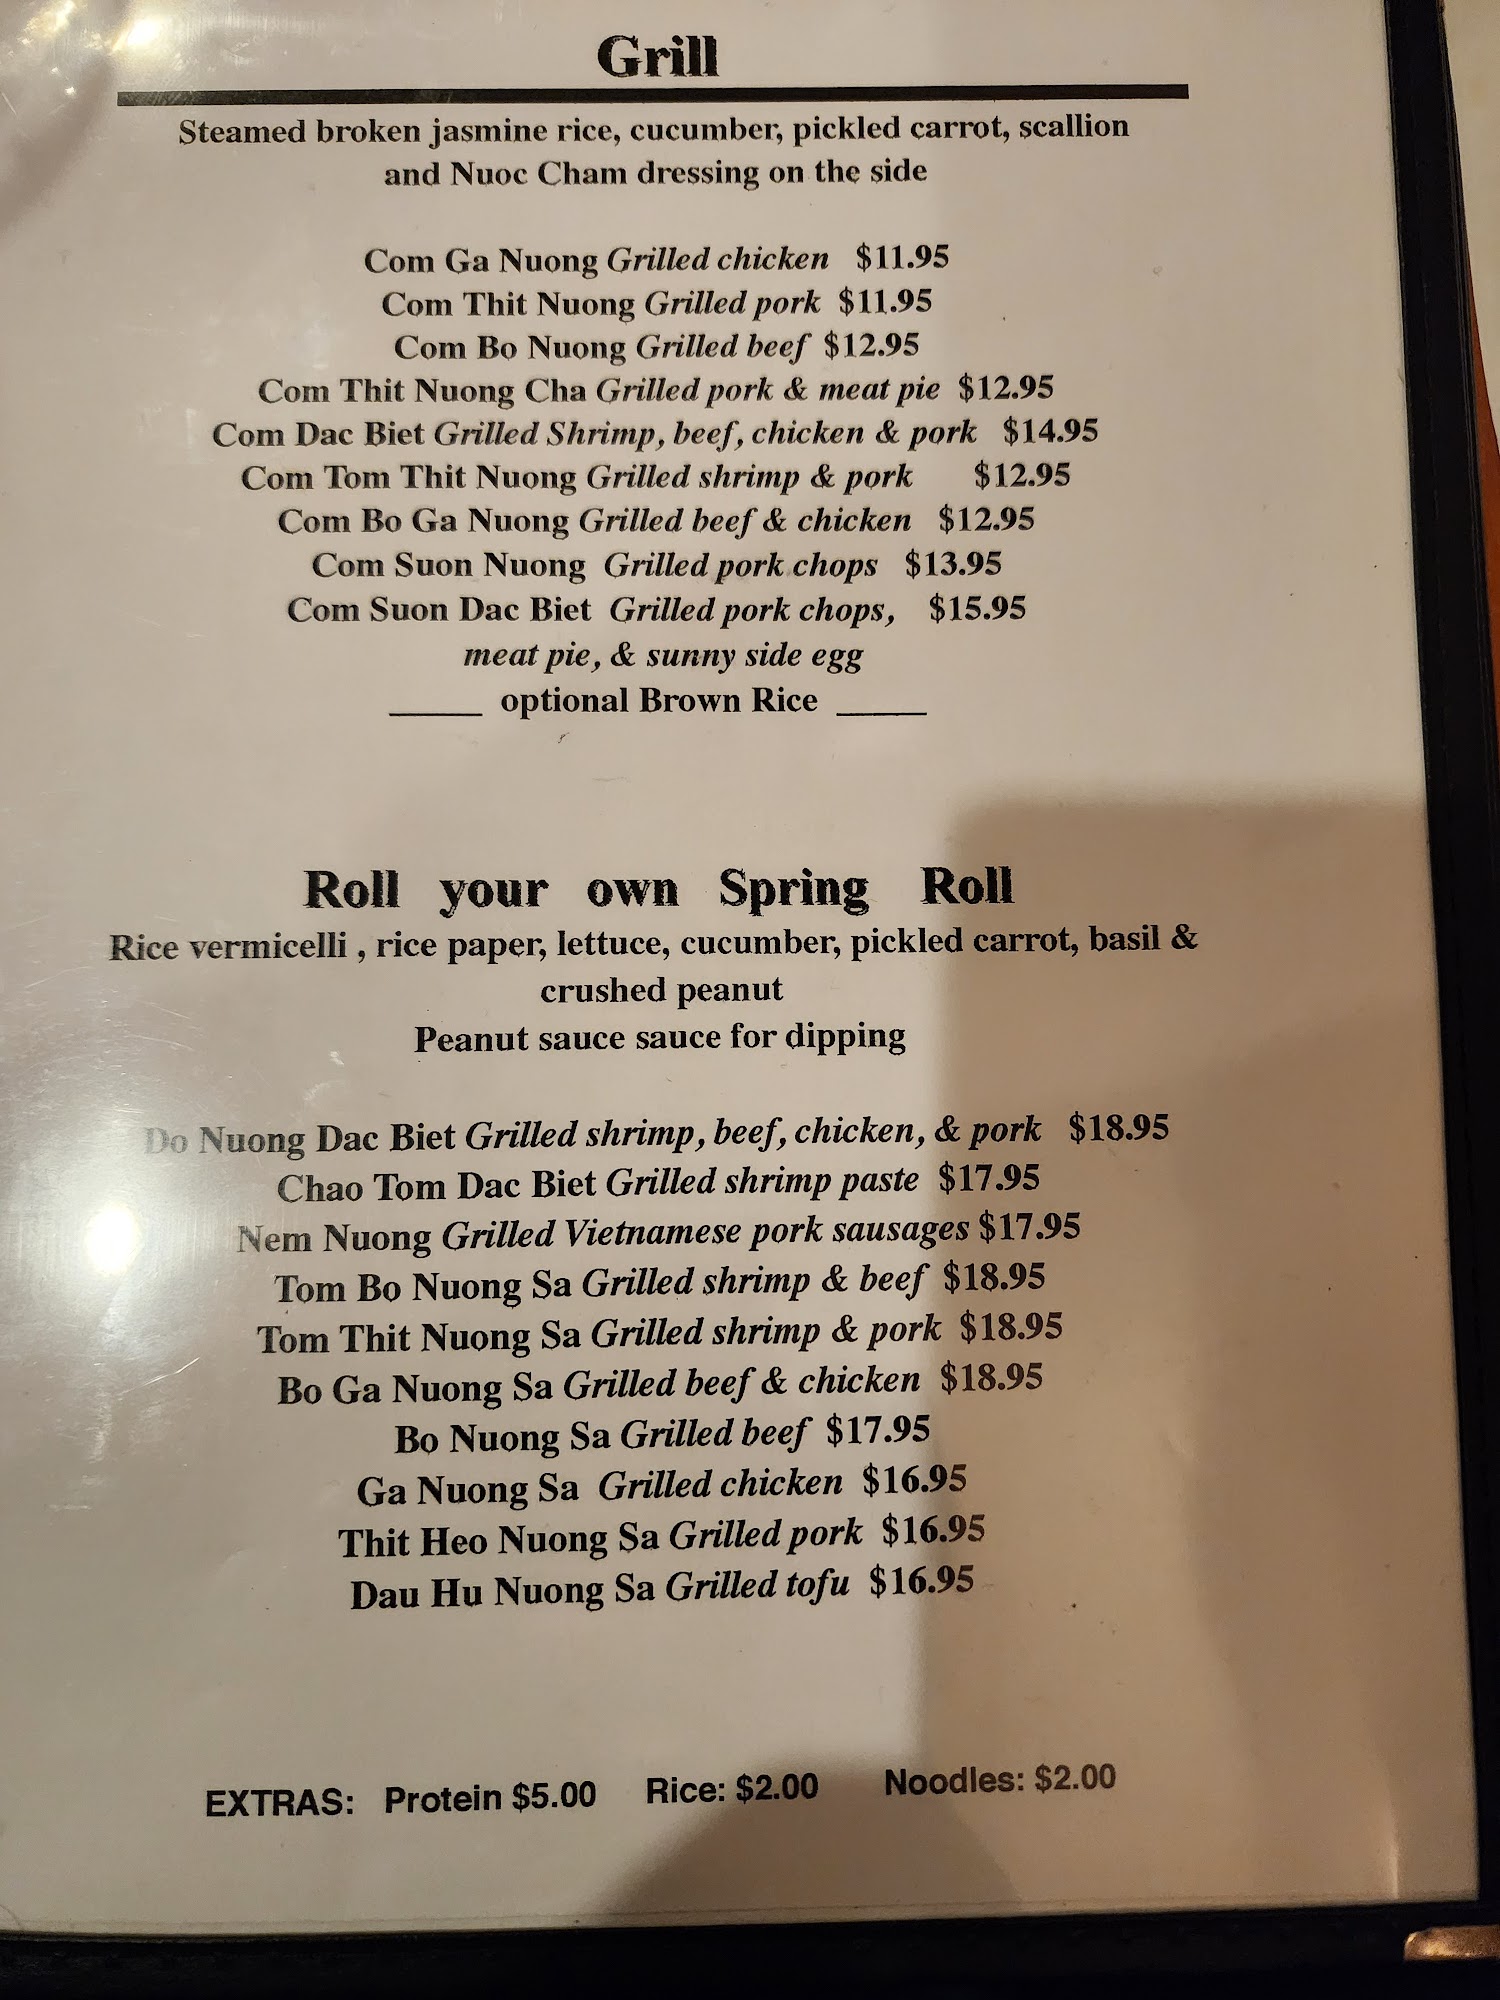 Grill
Steamed broken jasmine rice, cucumber, pickled carrot, scallion
and Nuoc Cham dressing on the side
Com Ga Nuong Grilled chicken $11.95
Com Thit Nuong Grilled pork $11.95
Com Bo Nuong Grilled beef $12.95
Com Thit Nuong Cha Grilled pork & meat pie $12.95
Com Dac Biet Grilled Shrimp, beef, chicken & pork $14.95
Com Tom Thit Nuong Grilled shrimp & pork $12.95
Com Bo Ga Nuong Grilled beef & chicken $12.95
Com Suon Nuong Grilled pork chops $13.95
Com Suon Dac Biet Grilled pork chops, $15.95
meat pie, & sunny side egg
_____ optional Brown Rice _____
Roll your own Spring Roll
Rice vermicelli , rice paper, lettuce, cucumber, pickled carrot, basil &
crushed peanut
Peanut sauce sauce for dipping
Do Nuong Dac Biet Grilled shrimp, beef, chicken, & pork $18.95
Chao Tom Dac Biet Grilled shrimp paste $17.95
Nem Nuong Grilled Vietnamese pork sausages $17.95
Tom Bo Nuong Sa Grilled shrimp & beef $18.95
Tom Thit Nuong Sa Grilled shrimp & pork $18.95
Bo Ga Nuong Sa Grilled beef & chicken $18.95
Bo Nuong Sa Grilled beef $17.95
Ga Nuong Sa Grilled chicken $16.95
Thit Heo Nuong Sa Grilled pork $16.95
Dau Hu Nuong Sa Grilled tofu $16.95
EXTRAS: Protein $5.00 Rice: $2.00 Noodles: $2.00